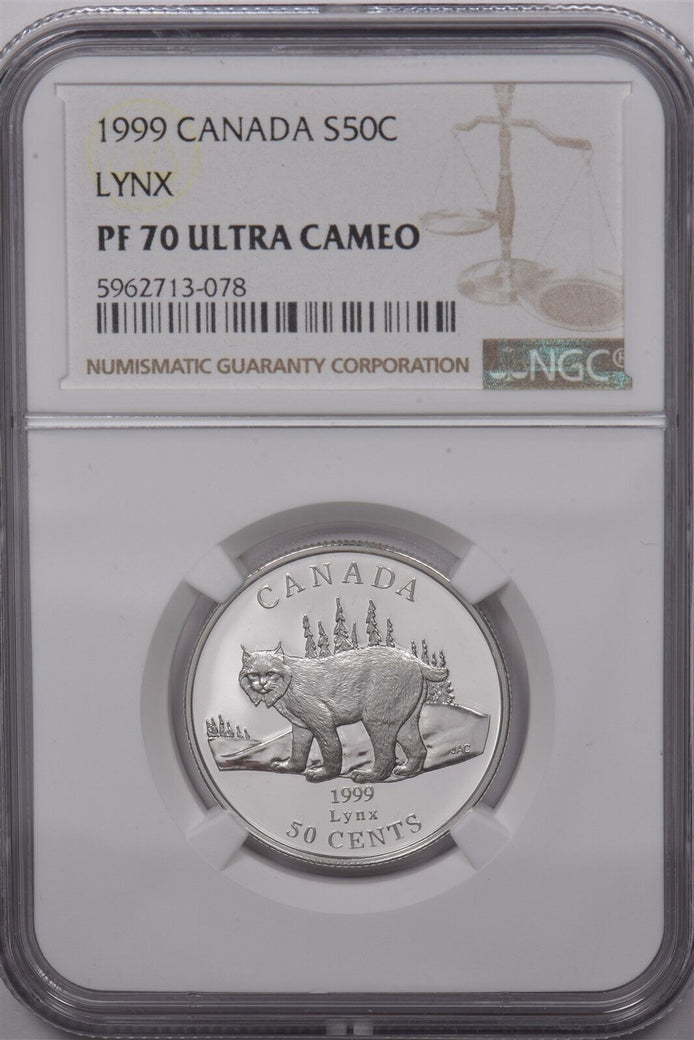 1999 CANADA S50C
LYNX
PF 70 ULTRA CAMEO
5962713-078
NUMISMATIC GUARANTY CORPORATION
NGC®
CANADA
JAC
1999
Lynx
50 CENTS